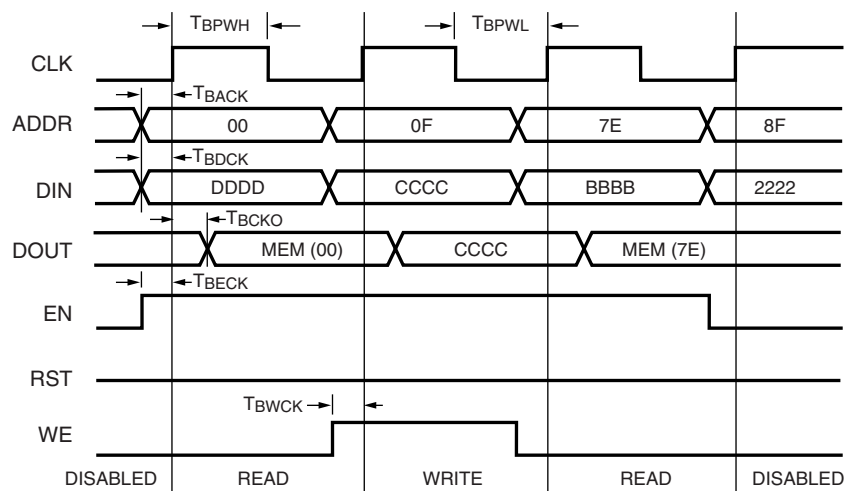 TBPWH TBPWL
CLK
TBACK
ADDR 00 0F 7E 8F
TBDCK
DIN DDDD CCCC BBBB 2222
TBCKO
DOUT MEM (00) CCCC MEM (7E)
TBECK
EN
RST
TBWCK
WE
DISABLED READ WRITE READ DISABLED